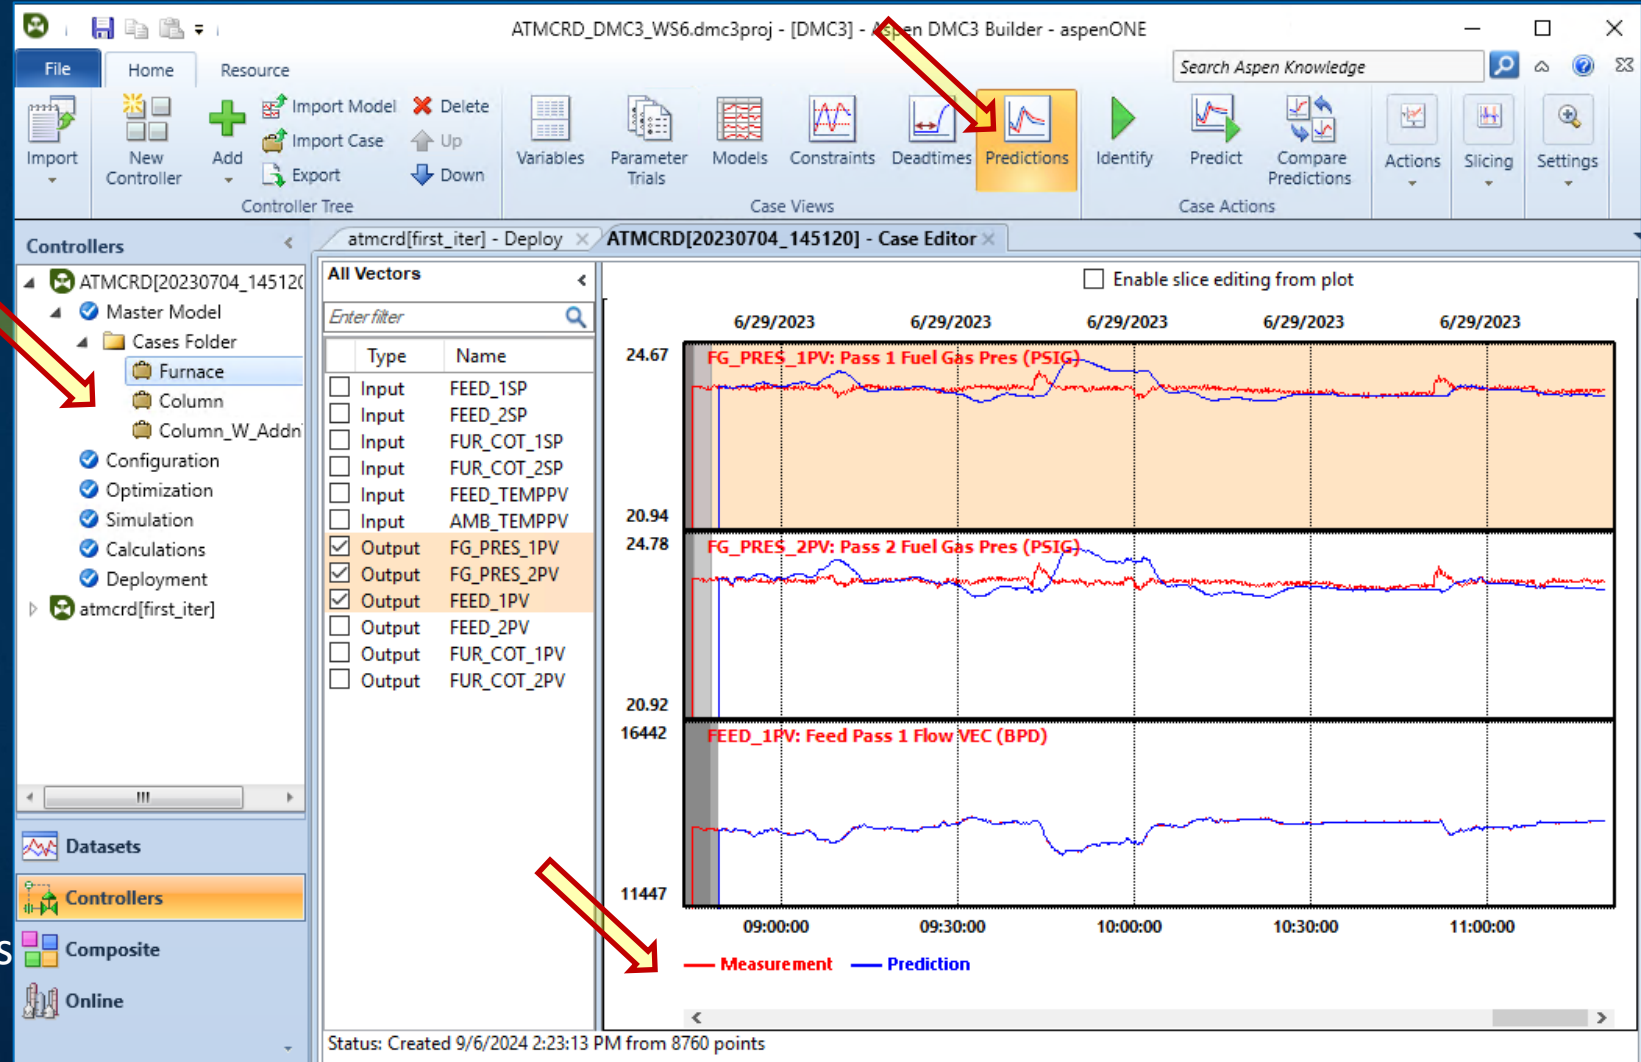 ATMCRD_DMC3_WS6.dmc3proj - [DMC3] - Aspen DMC3 Builder - aspenONE
File
Home
Resource
Search Aspen Knowledge
Import
New Controller
Add
Import Model
Import Case
Export
Delete
Up
Down
Controller Tree
Variables
Parameter Trials
Models
Constraints
Deadtimes
Predictions
Case Views
Identify
Predict
Compare Predictions
Case Actions
Actions
Slicing
Settings
Controllers
ATMCRD[20230704_145120
Master Model
Cases Folder
Furnace
Column
Column_W_Addn
Configuration
Optimization
Simulation
Calculations
Deployment
atmcrd[first_iter]
Datasets
Controllers
Composite
Online
s
atmcrd[first_iter] - Deploy
ATMCRD[20230704_145120] - Case Editor
All Vectors
Enter filter
Type Name
Input FEED_1SP
Input FEED_2SP
Input FUR_COT_1SP
Input FUR_COT_2SP
Input FEED_TEMPPV
Input AMB_TEMPPV
Output FG_PRES_1PV
Output FG_PRES_2PV
Output FEED_1PV
Output FEED_2PV
Output FUR_COT_1PV
Output FUR_COT_2PV
Enable slice editing from plot
6/29/2023 6/29/2023 6/29/2023 6/29/2023 6/29/2023
24.67
FG_PRES_1PV: Pass 1 Fuel Gas Pres (PSIG)
20.94
24.78
FG_PRES_2PV: Pass 2 Fuel Gas Pres (PSIG)
20.92
16442
FEED_1PV: Feed Pass 1 Flow VEC (BPD)
11447
09:00:00 09:30:00 10:00:00 10:30:00 11:00:00
Measurement Prediction
Status: Created 9/6/2024 2:23:13 PM from 8760 points